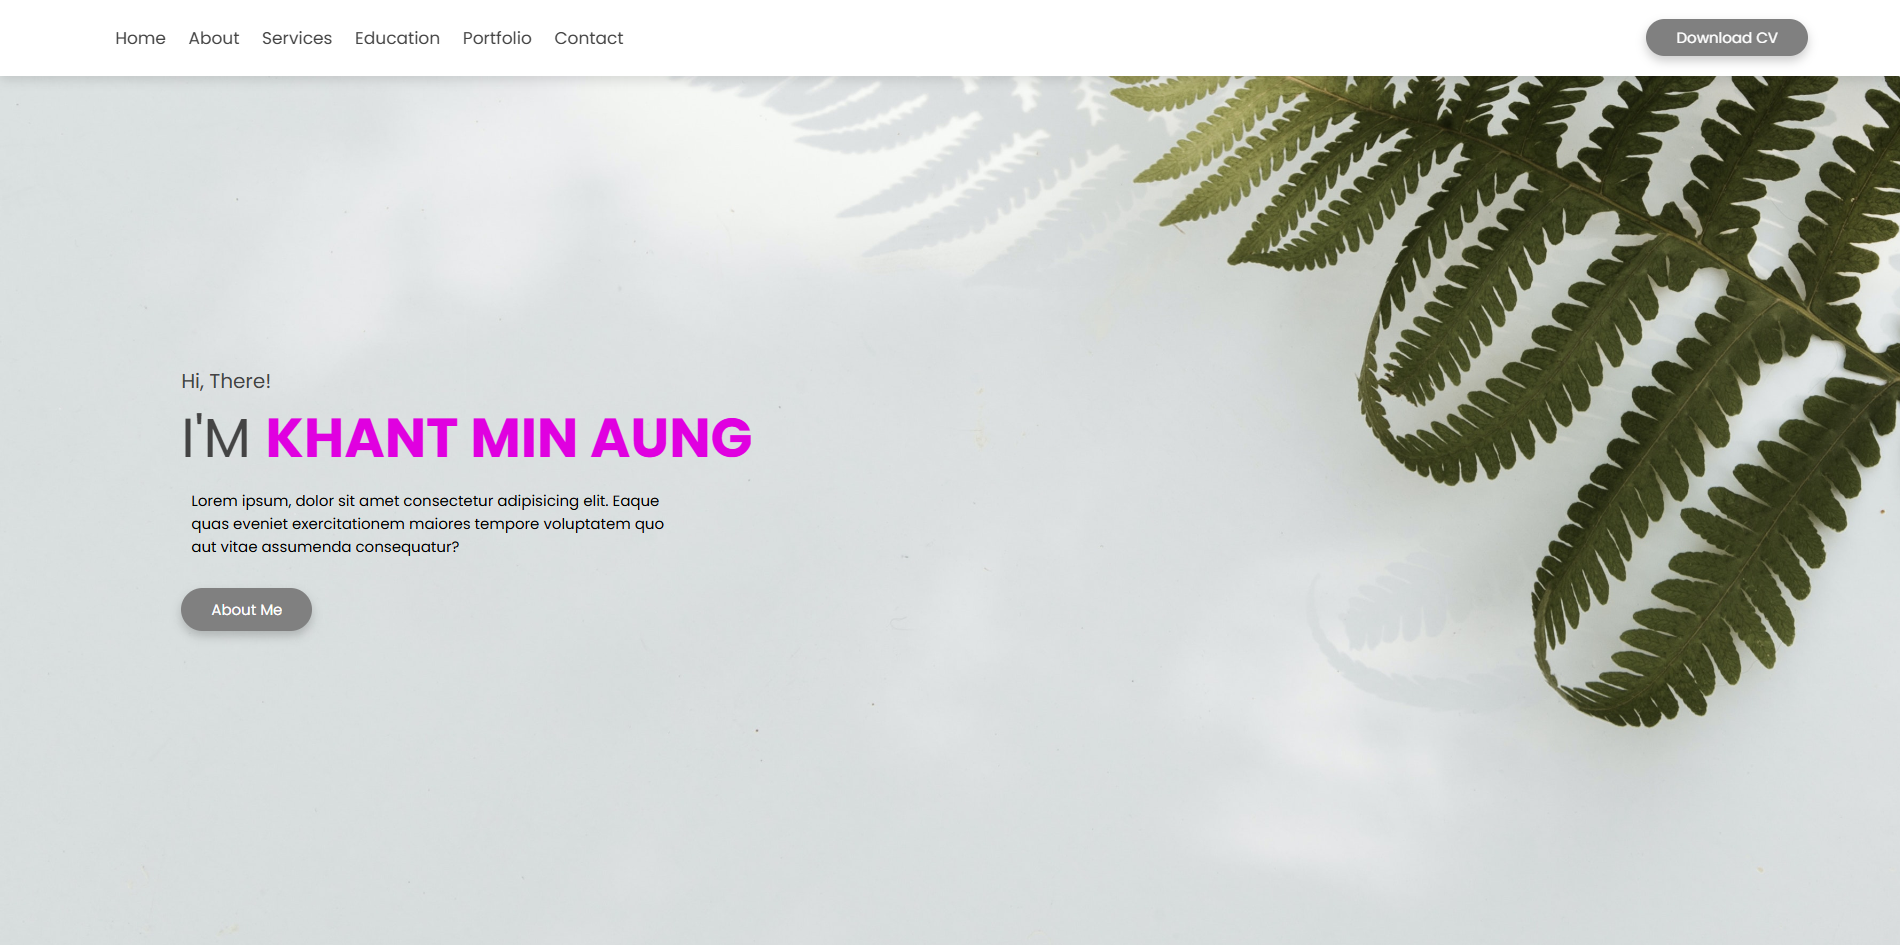 Home About Services Education Portfolio Contact Download CV
Hi, There!
I'M KHANT MIN AUNG
Lorem ipsum, dolor sit amet consectetur adipisicing elit. Eaque
quas eveniet exercitationem maiores tempore voluptatem quo
aut vitae assumenda consequatur?
About Me